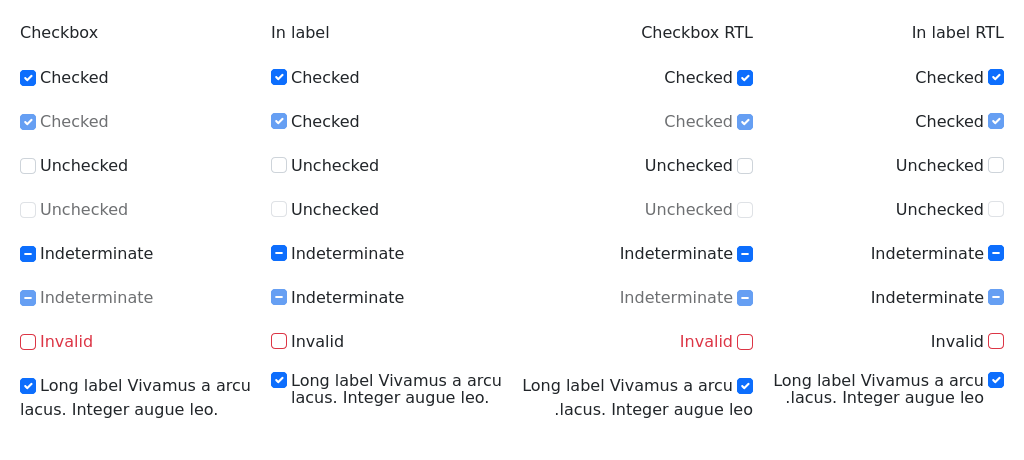 Checkbox In label Checkbox RTL In label RTL
Checked Checked Checked Checked
Checked Checked Checked Checked
Unchecked Unchecked Unchecked Unchecked
Unchecked Unchecked Unchecked Unchecked
Indeterminate Indeterminate Indeterminate Indeterminate
Indeterminate Indeterminate Indeterminate Indeterminate
Invalid Invalid Invalid Invalid
Long label Vivamus a arcu Long label Vivamus a arcu Long label Vivamus a arcu Long label Vivamus a arcu
lacus. Integer augue leo. lacus. Integer augue leo. .lacus. Integer augue leo .lacus. Integer augue leo